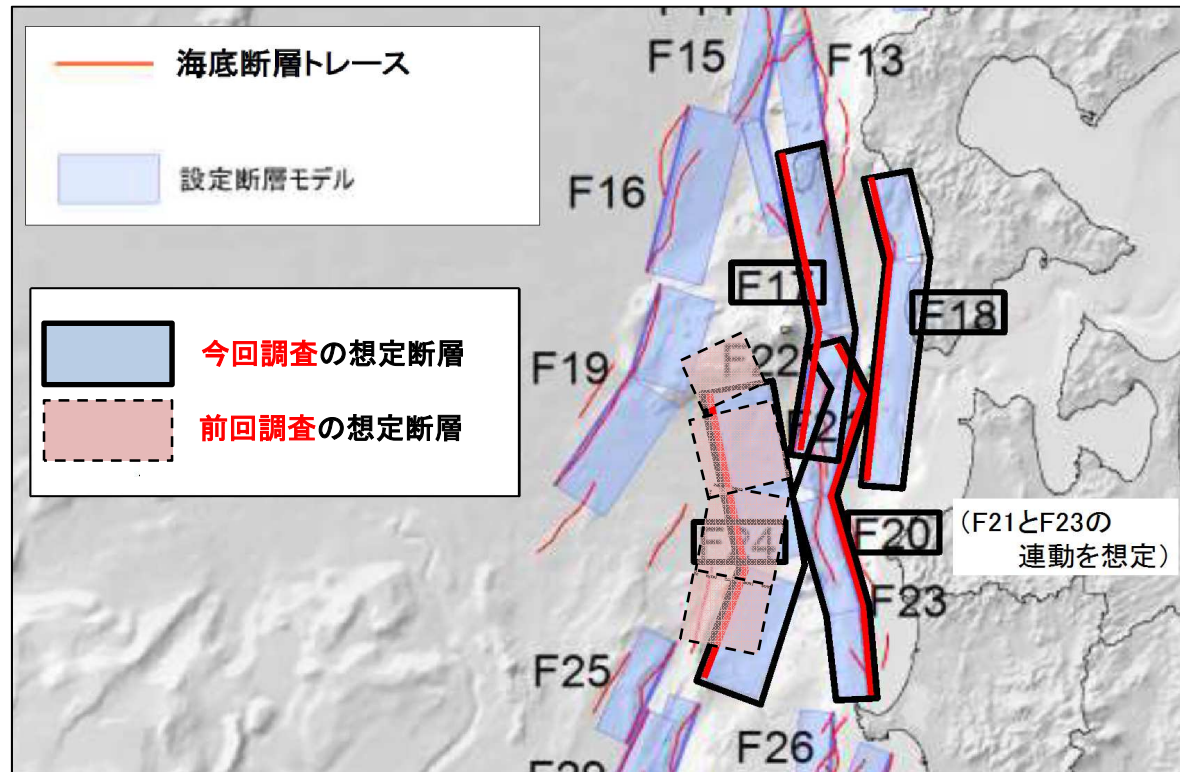 海底断層トレース
設定断層モデル
今回調査の想定断層
前回調査の想定断層
F15
F13
F16
F17
F18
F19
F22
F21
F20
(F21とF23の
連動を想定)
F24
F23
F25
F26